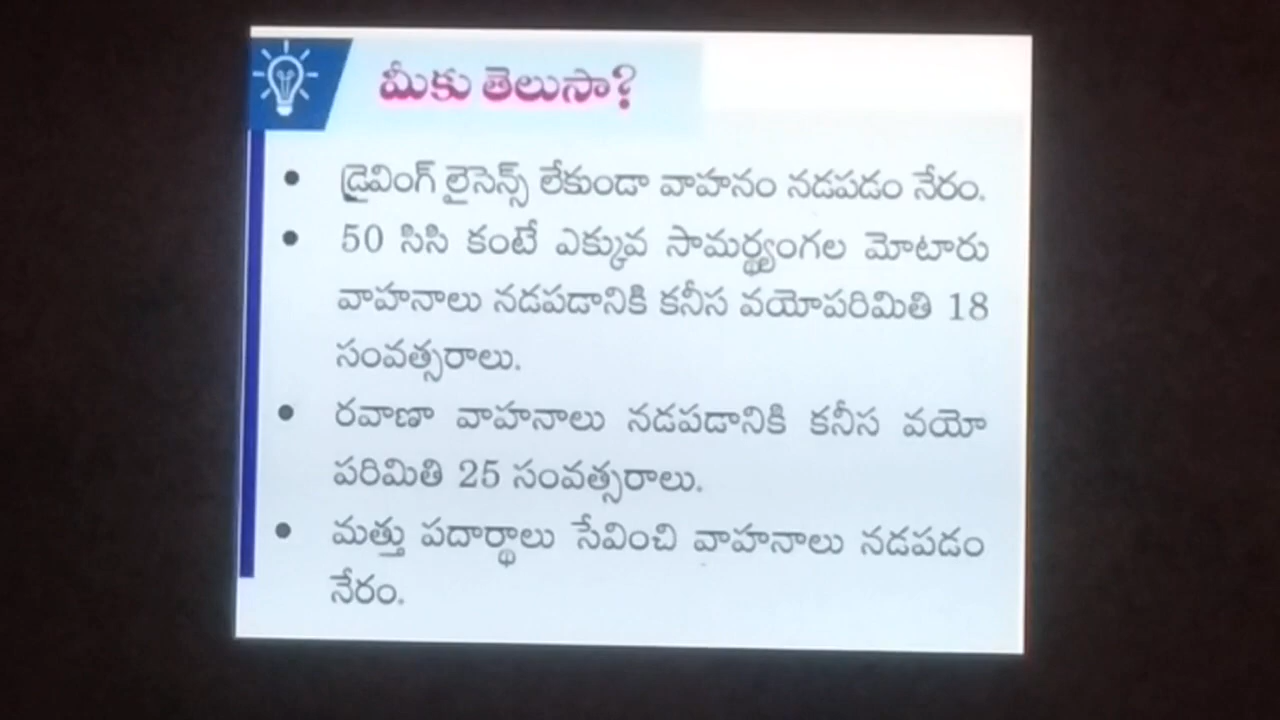 మీకు తెలుసా?
• డ్రైవింగ్ లైసెన్స్ లేకుండా వాహనం నడపడం నేరం.
• 50 సిసి కంటే ఎక్కువ సామర్థ్యంగల మోటారు
వాహనాలు నడపడానికి కనీస వయోపరిమితి 18
సంవత్సరాలు.
• రవాణా వాహనాలు నడపడానికి కనీస వయో
పరిమితి 25 సంవత్సరాలు.
• మత్తు పదార్థాలు సేవించి వాహనాలు నడపడం
నేరం.